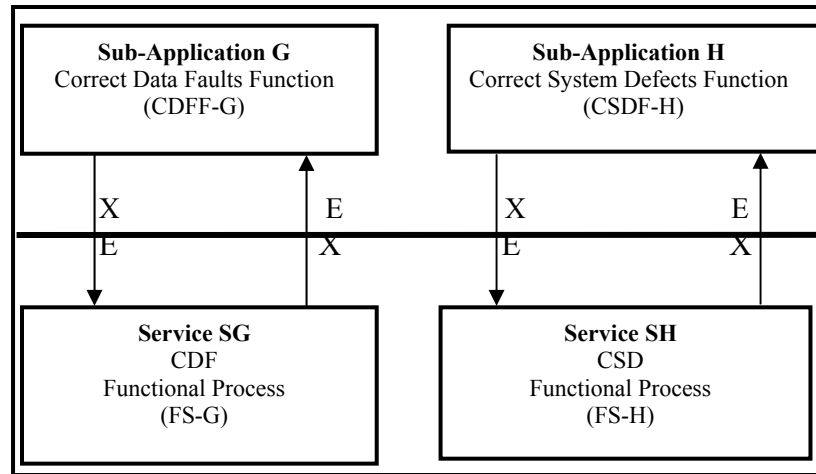 Sub-Application G
Correct Data Faults Function
(CDFF-G)
Sub-Application H
Correct System Defects Function
(CSDF-H)
X E X E
E X E X
Service SG
CDF
Functional Process
(FS-G)
Service SH
CSD
Functional Process
(FS-H)